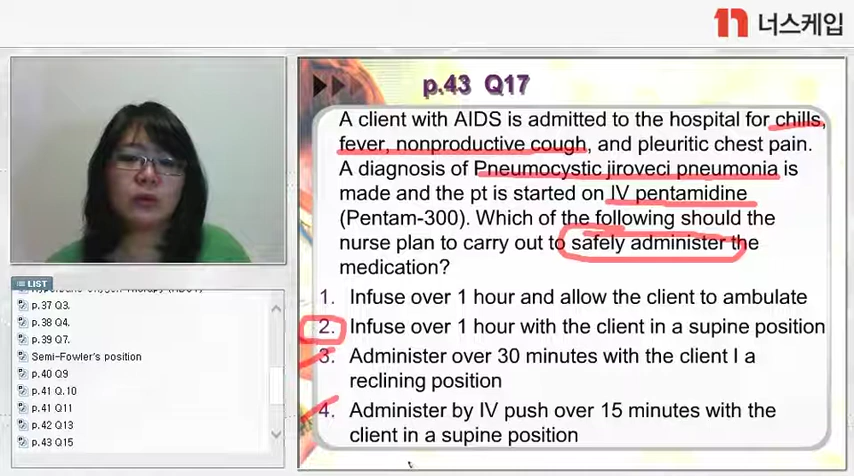 너스케입
p.43 Q17
A client with AIDS is admitted to the hospital for chills,
fever, nonproductive cough, and pleuritic chest pain.
A diagnosis of Pneumocystic jiroveci pneumonia is
made and the pt is started on IV pentamidine
(Pentam-300). Which of the following should the
nurse plan to carry out to safely administer the
medication?
1. Infuse over 1 hour and allow the client to ambulate
2. Infuse over 1 hour with the client in a supine position
3. Administer over 30 minutes with the client I a
reclining position
4. Administer by IV push over 15 minutes with the
client in a supine position
LIST
p.37 Q3.
p.38 Q4.
p.39 Q7.
Semi-Fowler's position
p.40 Q9
p.41 Q.10
p.41 Q11
p.42 Q13
p.43 Q15